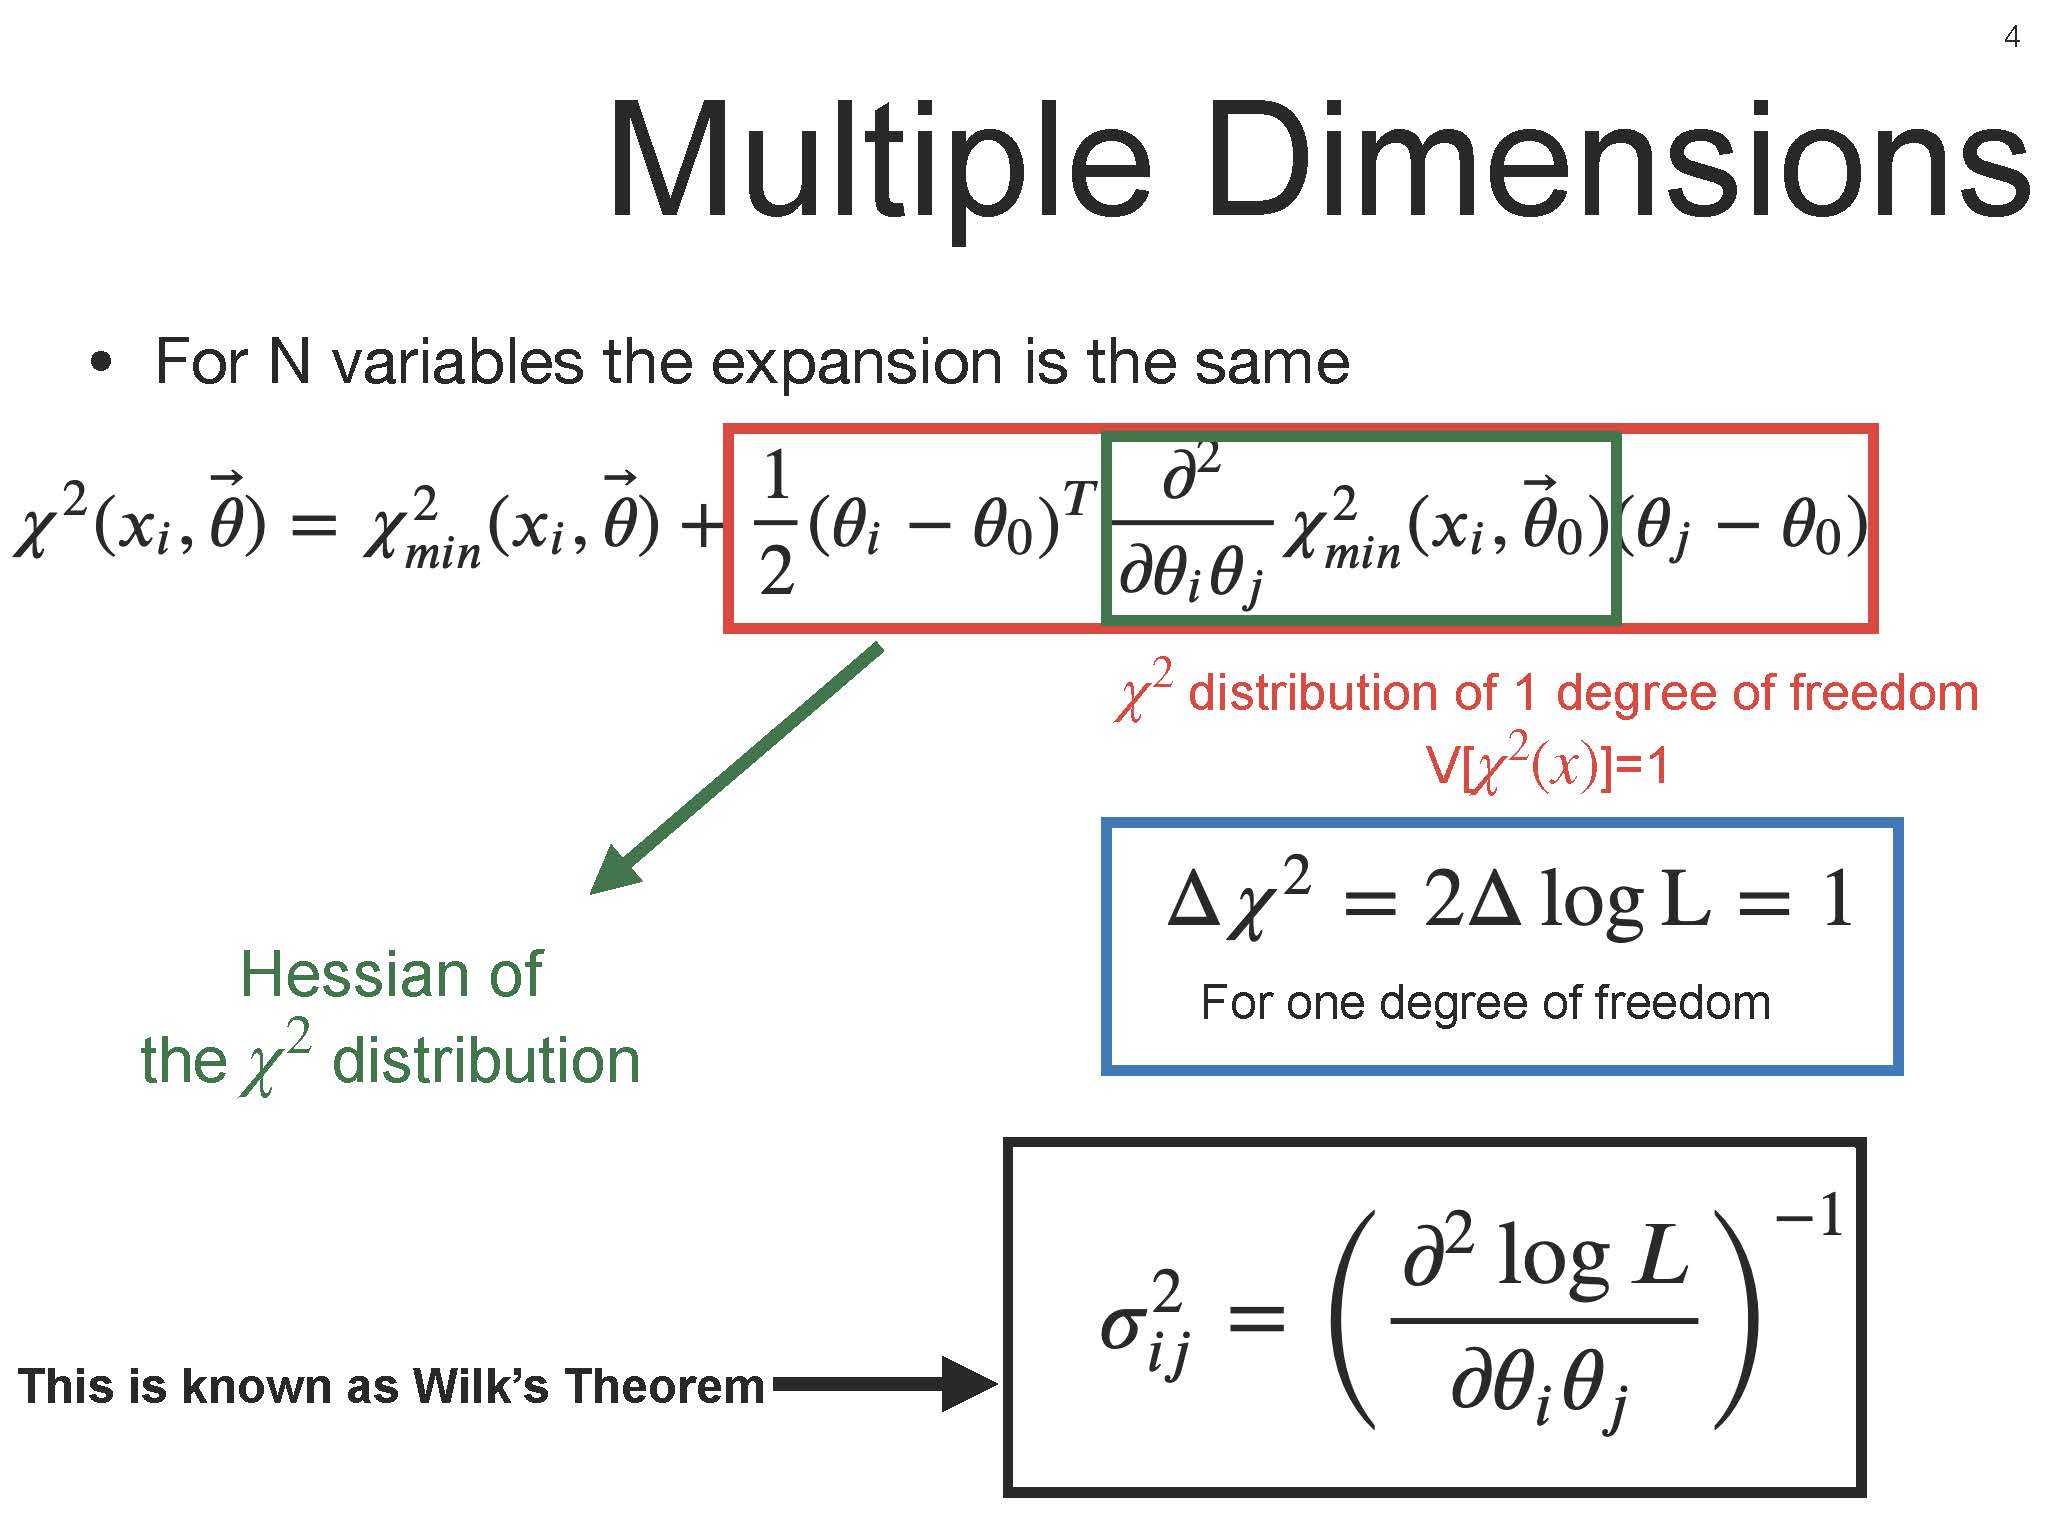 4
Multiple Dimensions
• For N variables the expansion is the same
$\chi^2(x_i, \vec{\theta}) = \chi^2_{min}(x_i, \vec{\theta}) + \frac{1}{2}(\theta_i - \theta_0)^T \frac{\partial^2}{\partial\theta_i\theta_j} \chi^2_{min}(x_i, \vec{\theta}_0)(\theta_j - \theta_0)$
$\chi^2$ distribution of 1 degree of freedom
V[$\chi^2(x)$]=1
$\Delta\chi^2 = 2\Delta \log \mathrm{L} = 1$
For one degree of freedom
Hessian of
the $\chi^2$ distribution
$\sigma^2_{ij} = \left(\frac{\partial^2 \log L}{\partial\theta_i\theta_j}\right)^{-1}$
This is known as Wilk’s Theorem